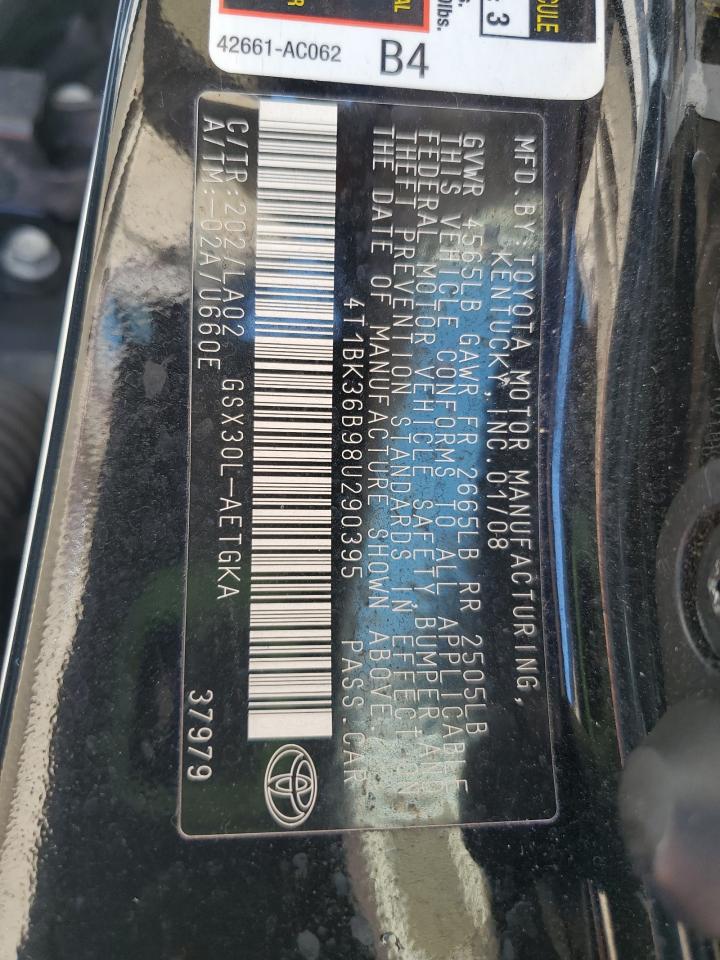 42661-AC062
B4
MFD.BY:TOYOTA MOTOR MANUFACTURING,
KENTUCKY,INC 01/08
GVWR 4565LB GAWR FR 2665LB RR 2505LB
THIS VEHICLE CONFORMS TO ALL APPLICABLE
FEDERAL MOTOR VEHICLE SAFETY,BUMPER AND
THEFT PREVENTION STANDARDS IN EFFECT ON
THE DATE OF MANUFACTURE SHOWN ABOVE.
4T1BK36B98U290395 PASS.CAR
C/TR:202/LA02 GSX30L-AETGKA
A/TM:-02A/U660E
37979